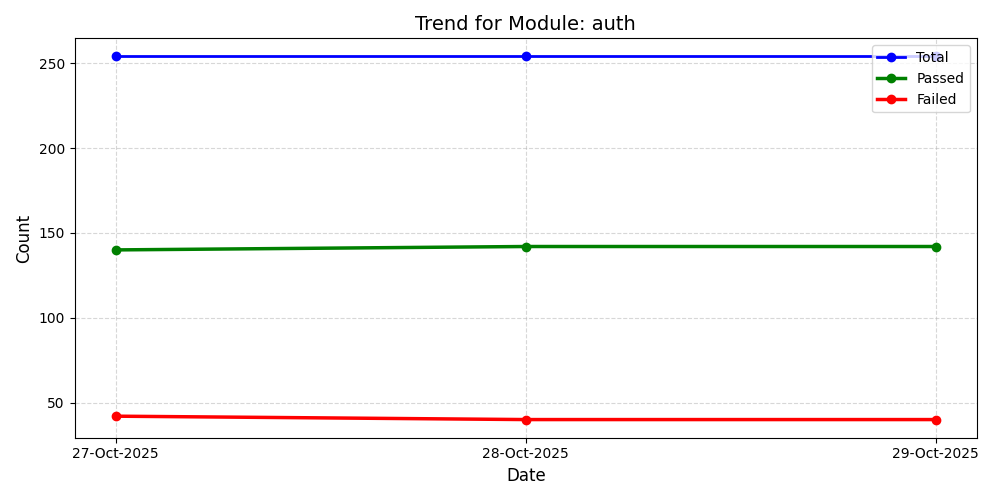 Trend for Module: auth
Total
Passed
Failed
250
200
150
100
50
Count
27-Oct-2025
28-Oct-2025
29-Oct-2025
Date